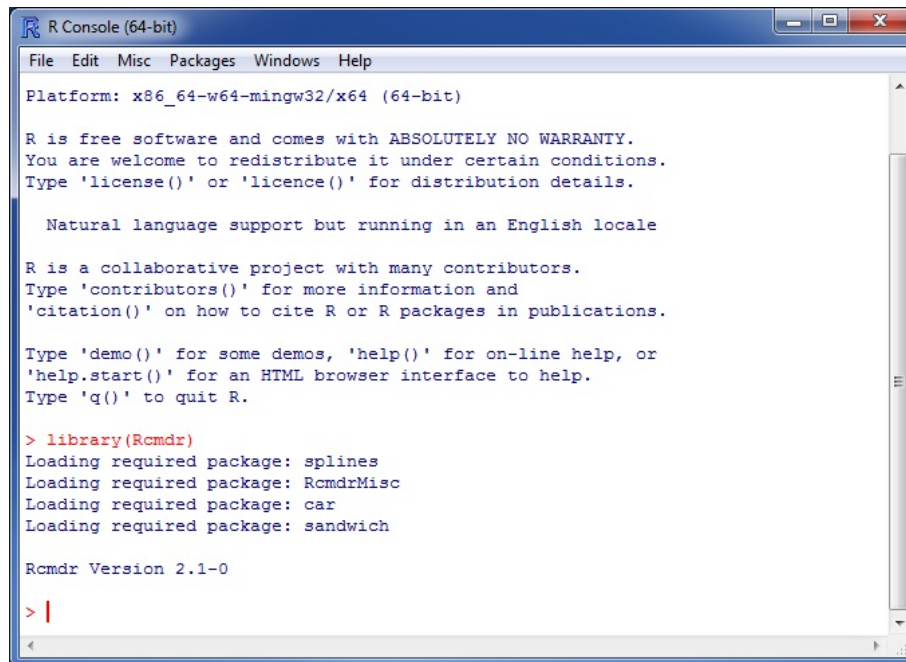 R Console (64-bit)
File Edit Misc Packages Windows Help
Platform: x86_64-w64-mingw32/x64 (64-bit)
R is free software and comes with ABSOLUTELY NO WARRANTY.
You are welcome to redistribute it under certain conditions.
Type 'license()' or 'licence()' for distribution details.
Natural language support but running in an English locale
R is a collaborative project with many contributors.
Type 'contributors()' for more information and
'citation()' on how to cite R or R packages in publications.
Type 'demo()' for some demos, 'help()' for on-line help, or
'help.start()' for an HTML browser interface to help.
Type 'q()' to quit R.
> library(Rcmdr)
Loading required package: splines
Loading required package: RcmdrMisc
Loading required package: car
Loading required package: sandwich
Rcmdr Version 2.1-0
>